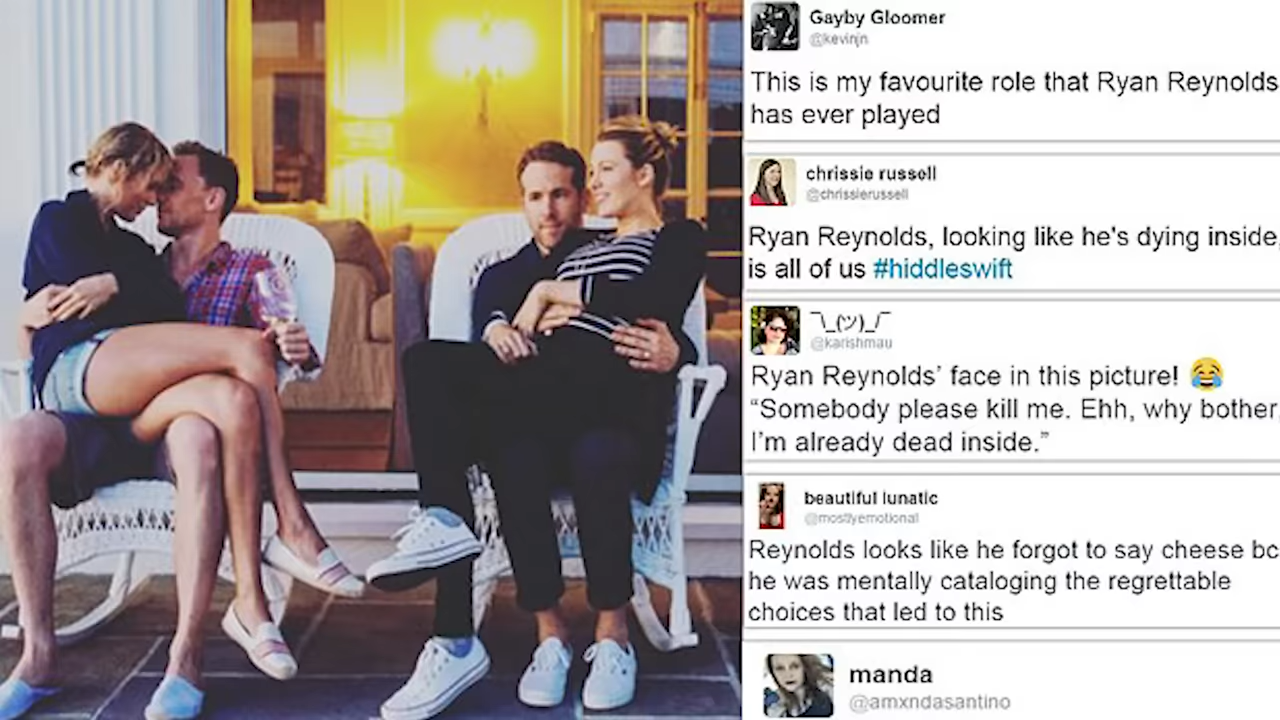 Gayby Gloomer
@kevinjn
This is my favourite role that Ryan Reynolds
has ever played
chrissie russell
@chrissierussell
Ryan Reynolds, looking like he's dying inside,
is all of us #hiddleswift
¯\_(ツ)_/¯
@karishmau
Ryan Reynolds’ face in this picture! 😂
“Somebody please kill me. Ehh, why bother,
I’m already dead inside.”
beautiful lunatic
@mostlyemotional
Reynolds looks like he forgot to say cheese bc
he was mentally cataloging the regrettable
choices that led to this
manda
@amxndasantino